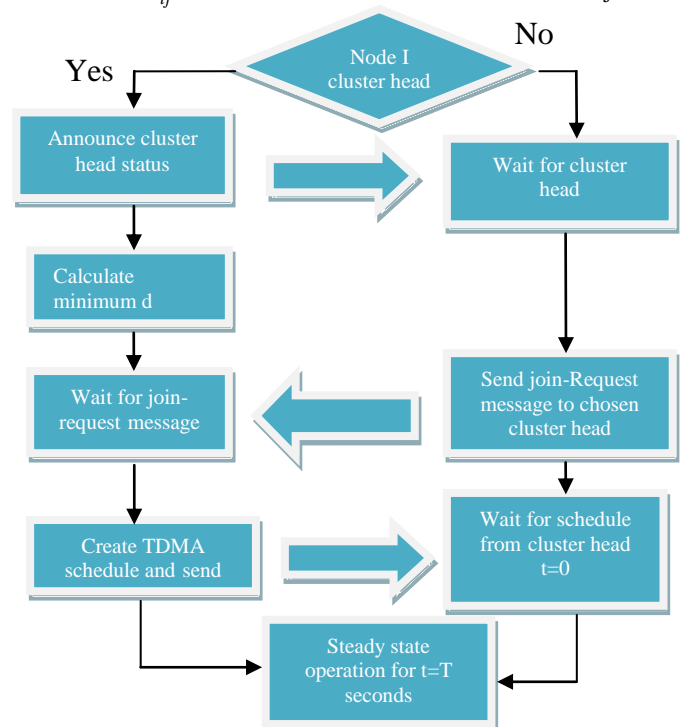 if
Node I
cluster head
No
Yes
Announce cluster
head status
Wait for cluster
head
Calculate
minimum d
Wait for join-
request message
Send join-Request
message to chosen
cluster head
Create TDMA
schedule and send
Wait for schedule
from cluster head
t=0
Steady state
operation for t=T
seconds